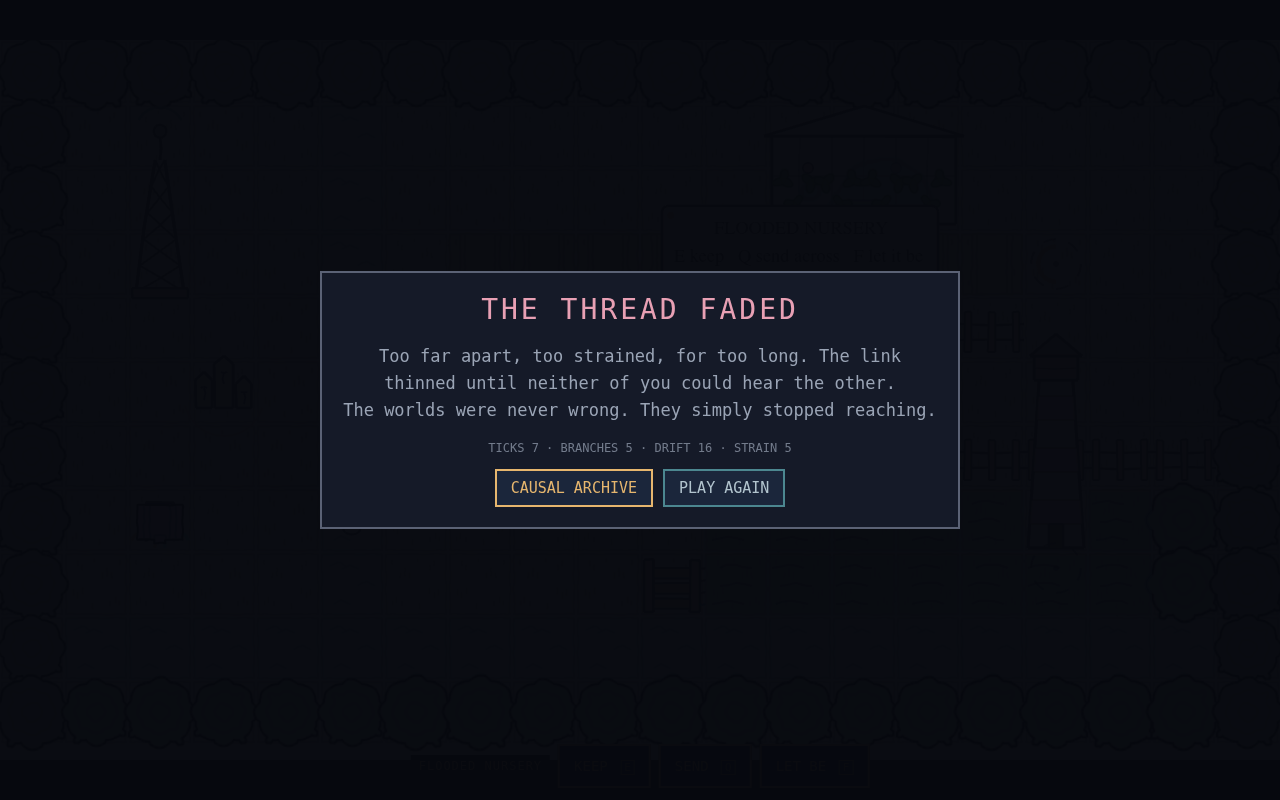 THE THREAD FADED
Too far apart, too strained, for too long. The link
thinned until neither of you could hear the other.
The worlds were never wrong. They simply stopped reaching.
TICKS 7 · BRANCHES 5 · DRIFT 16 · STRAIN 5
CAUSAL ARCHIVE
PLAY AGAIN